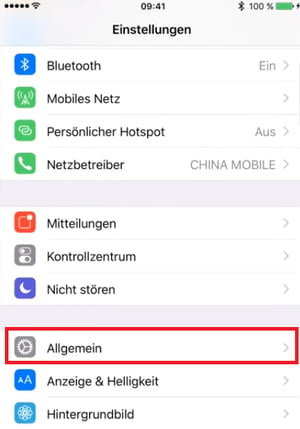 09:41 100 %
Einstellungen
Bluetooth Ein
Mobiles Netz
Persönlicher Hotspot Aus
Netzbetreiber CHINA MOBILE
Mitteilungen
Kontrollzentrum
Nicht stören
Allgemein
AA Anzeige & Helligkeit
Hintergrundbild